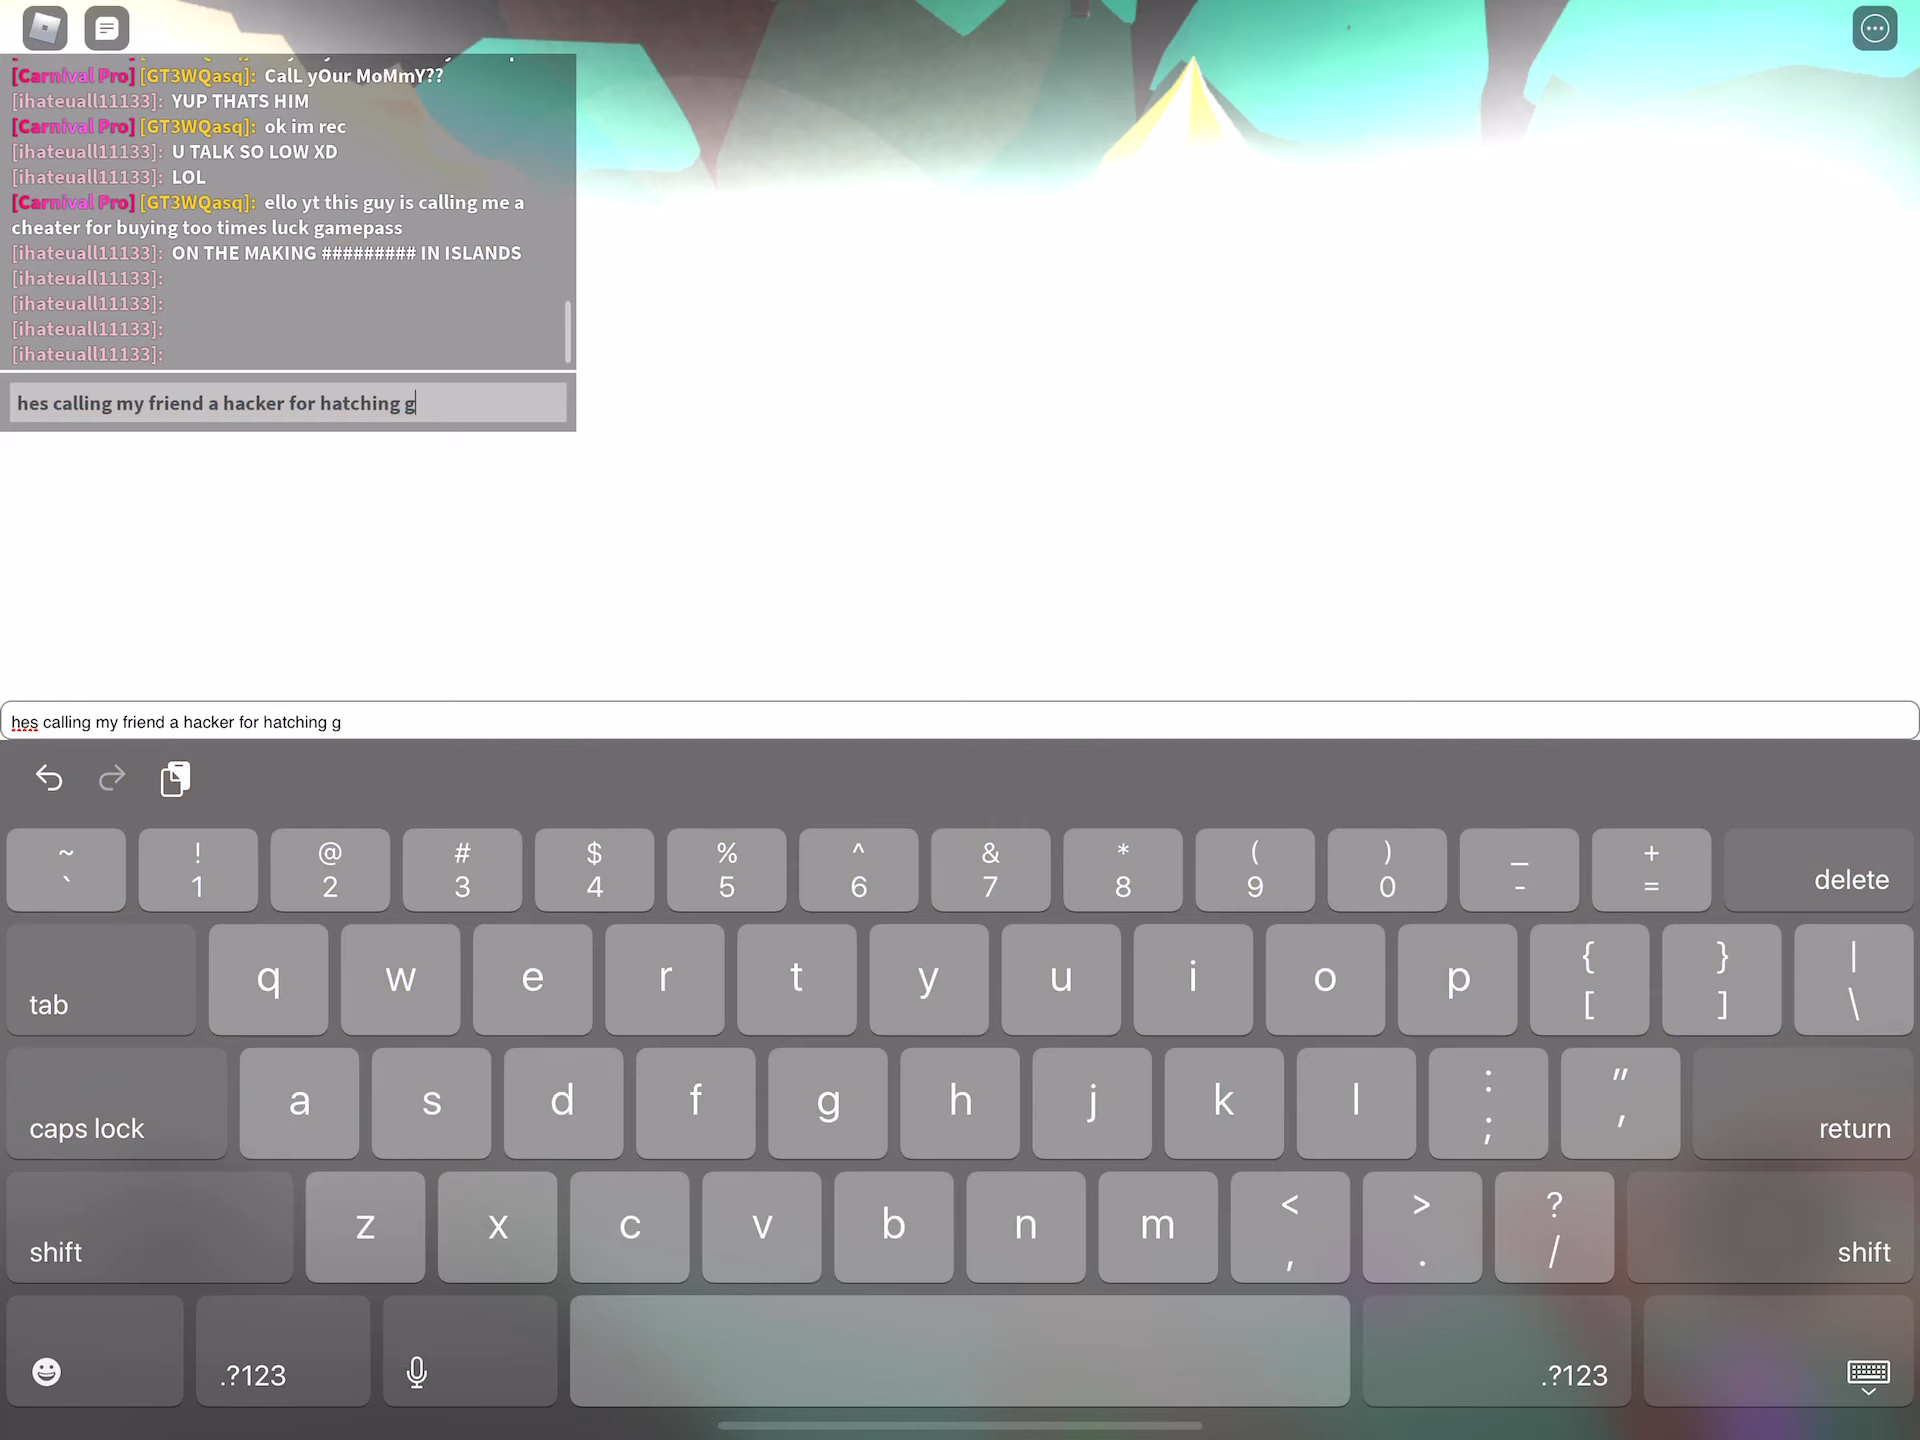 [Carnival Pro] [GT3WQasq]: CalL yOur MoMmY??
[ihateuall11133]: YUP THATS HIM
[Carnival Pro] [GT3WQasq]: ok im rec
[ihateuall11133]: U TALK SO LOW XD
[ihateuall11133]: LOL
[Carnival Pro] [GT3WQasq]: ello yt this guy is calling me a
cheater for buying too times luck gamepass
[ihateuall11133]: ON THE MAKING ######### IN ISLANDS
[ihateuall11133]:
[ihateuall11133]:
[ihateuall11133]:
[ihateuall11133]:
hes calling my friend a hacker for hatching g
hes calling my friend a hacker for hatching g
~ ! @ # $ % ^ & * ( ) _ +
` 1 2 3 4 5 6 7 8 9 0 - = delete
tab q w e r t y u i o p { [ } ] | \
caps lock a s d f g h j k l : ; " ' return
shift z x c v b n m < , > . ? / shift
.?123 .?123